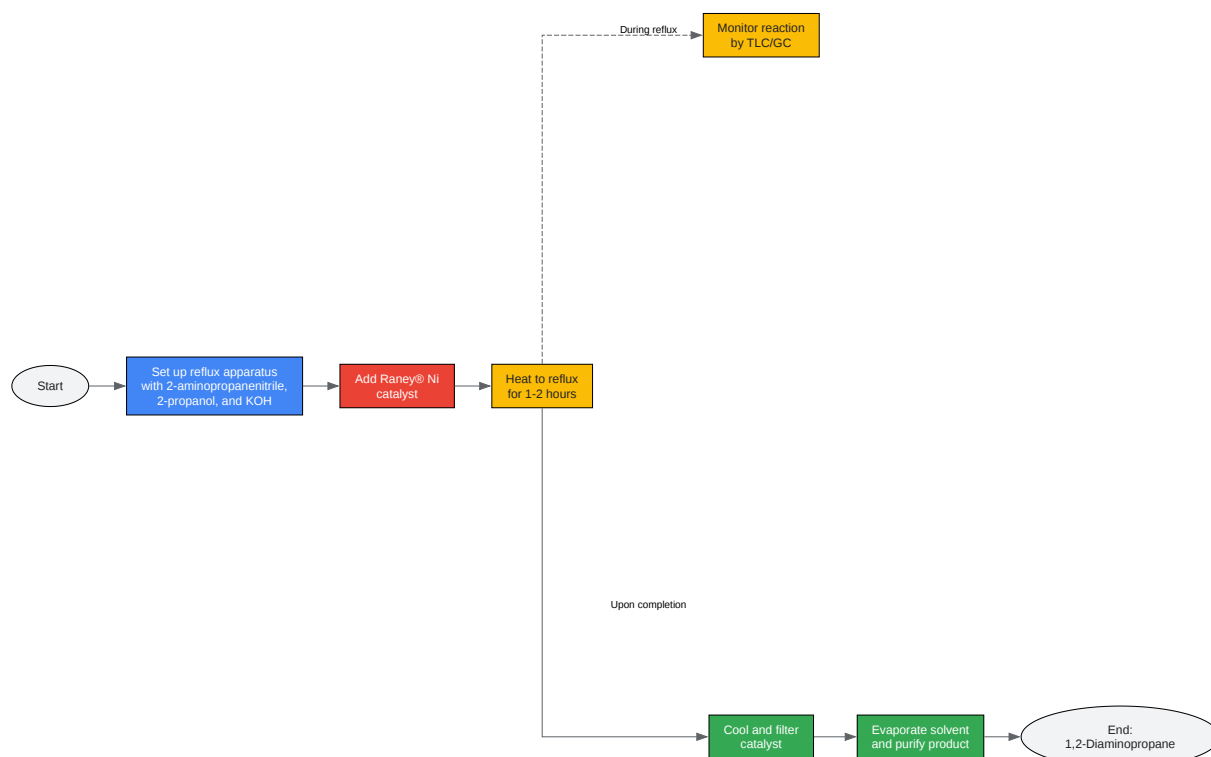 During reflux
Monitor reaction
by TLC/GC
Start
Set up reflux apparatus
with 2-aminopropanenitrile,
2-propanol, and KOH
Add Raney® Ni
catalyst
Heat to reflux
for 1-2 hours
Upon completion
Cool and filter
catalyst
Evaporate solvent
and purify product
End:
1,2-Diaminopropane